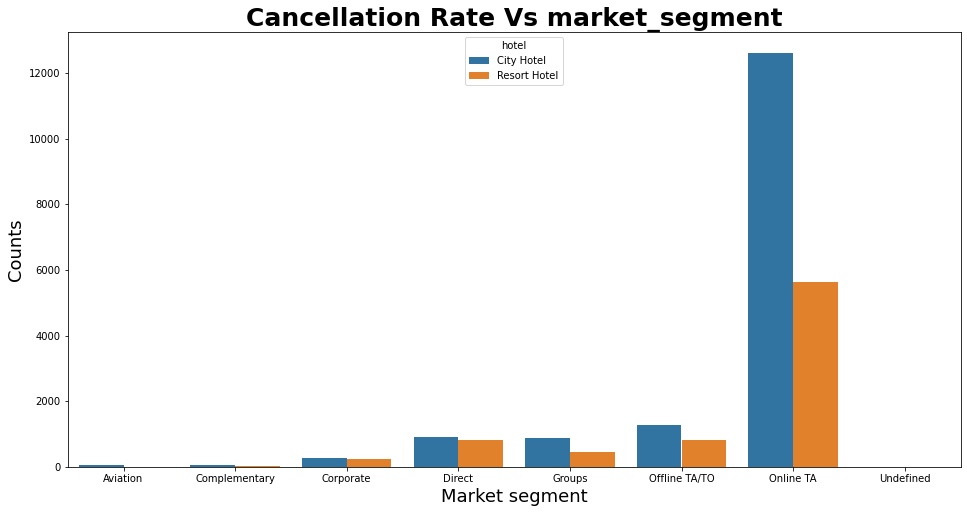 Cancellation Rate Vs market_segment
hotel
City Hotel
Resort Hotel
12000
10000
8000
6000
4000
2000
0
Counts
Aviation Complementary Corporate Direct Groups Offline TA/TO Online TA Undefined
Market segment